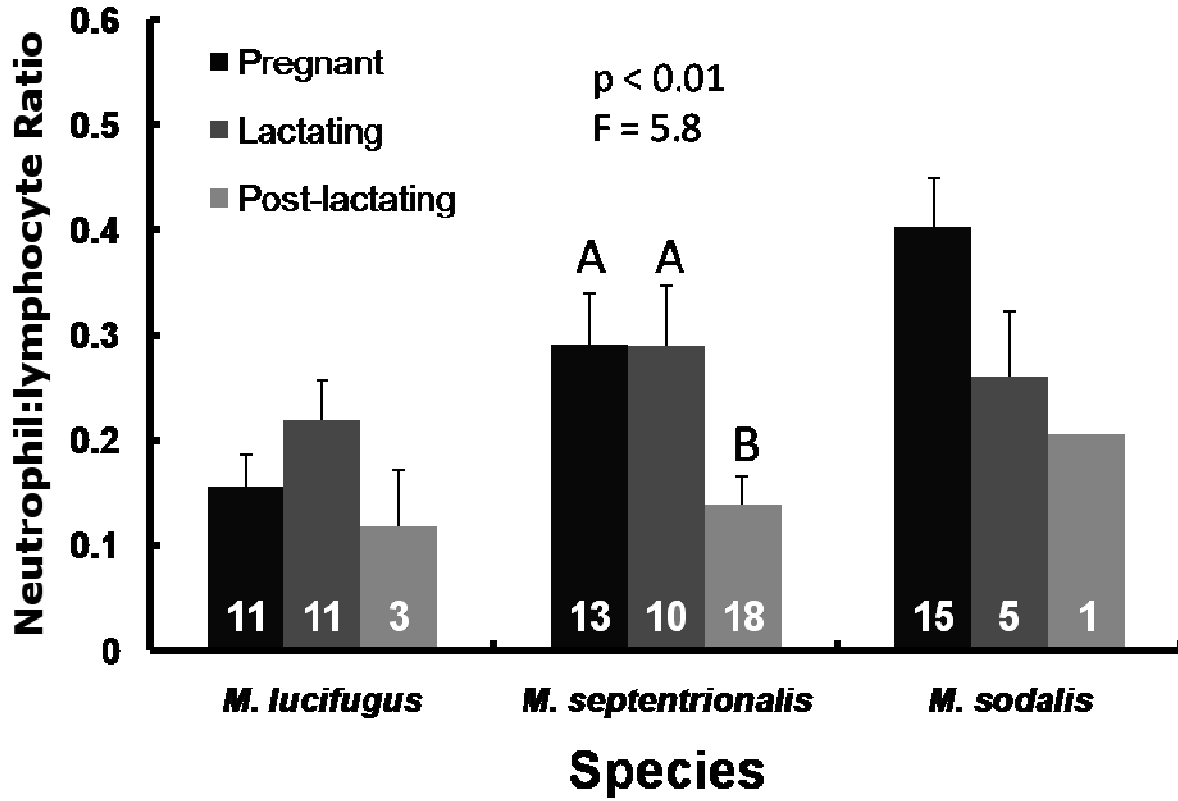 Neutrophil:lymphocyte Ratio
0.6
0.5
0.4
0.3
0.2
0.1
0
Pregnant
Lactating
Post-lactating
p < 0.01
F = 5.8
A A
B
11 11 3 13 10 18 15 5 1
M. lucifugus M. septentrionalis M. sodalis
Species